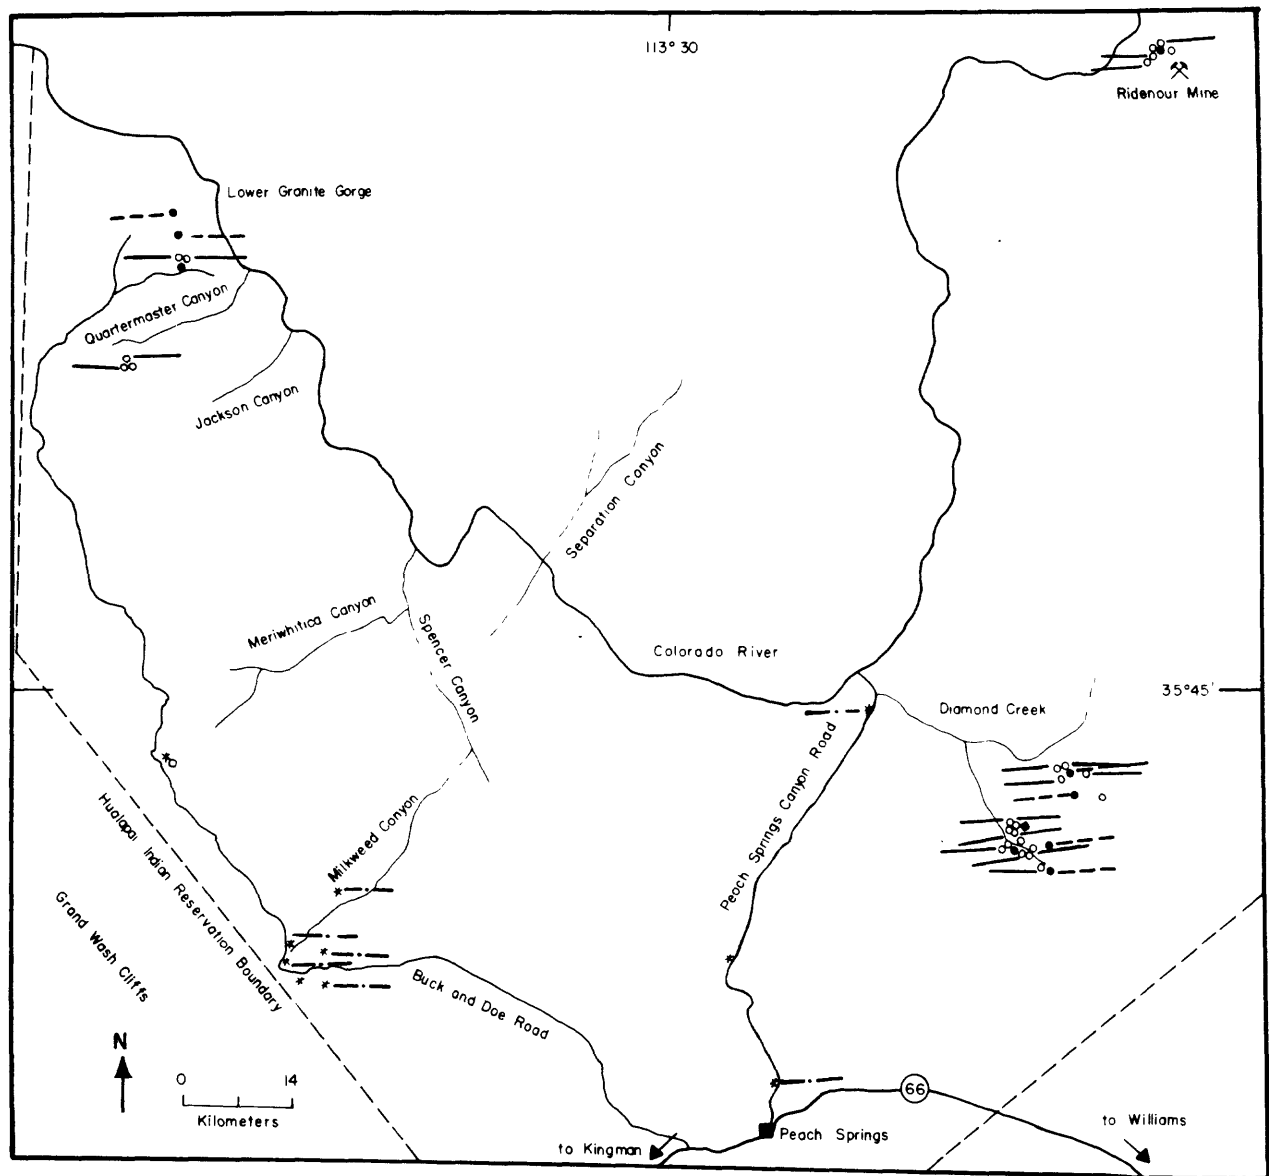 113° 30
Ridenour Mine
Lower Granite Gorge
Quartermaster Canyon
Jackson Canyon
Separation Canyon
Meriwhitica Canyon
Spencer Canyon
Colorado River
35°45'
Diamond Creek
Peach Springs Canyon Road
Milkweed Canyon
Hualapai Indian Reservation Boundary
Grand Wash Cliffs
Buck and Doe Road
N
0 14
Kilometers
66
to Williams
Peach Springs
to Kingman